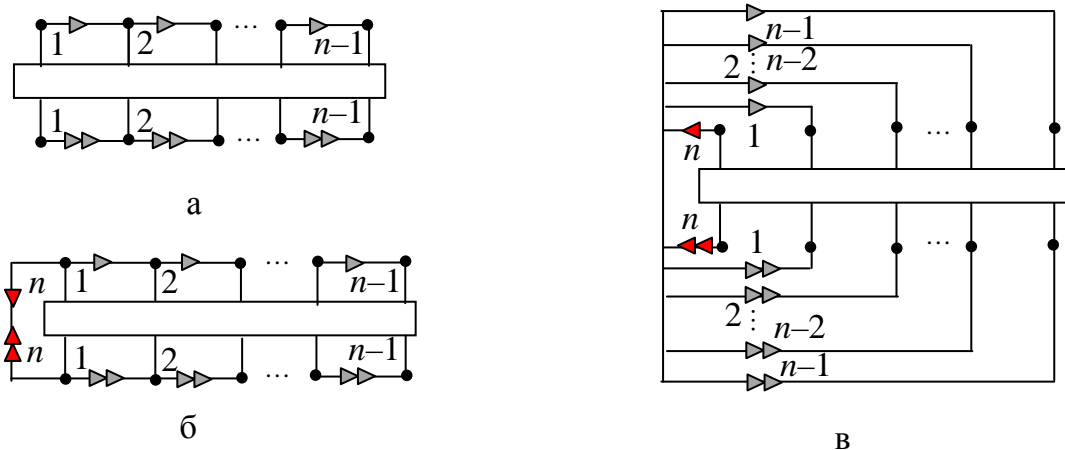 1 2 … n–1
1 2 … n–1
а
n 1 2 … n–1
n 1 2 … n–1
б
n–1
2 ⋮ n–2
1
n …
n 1 …
2 ⋮ n–2
n–1
в